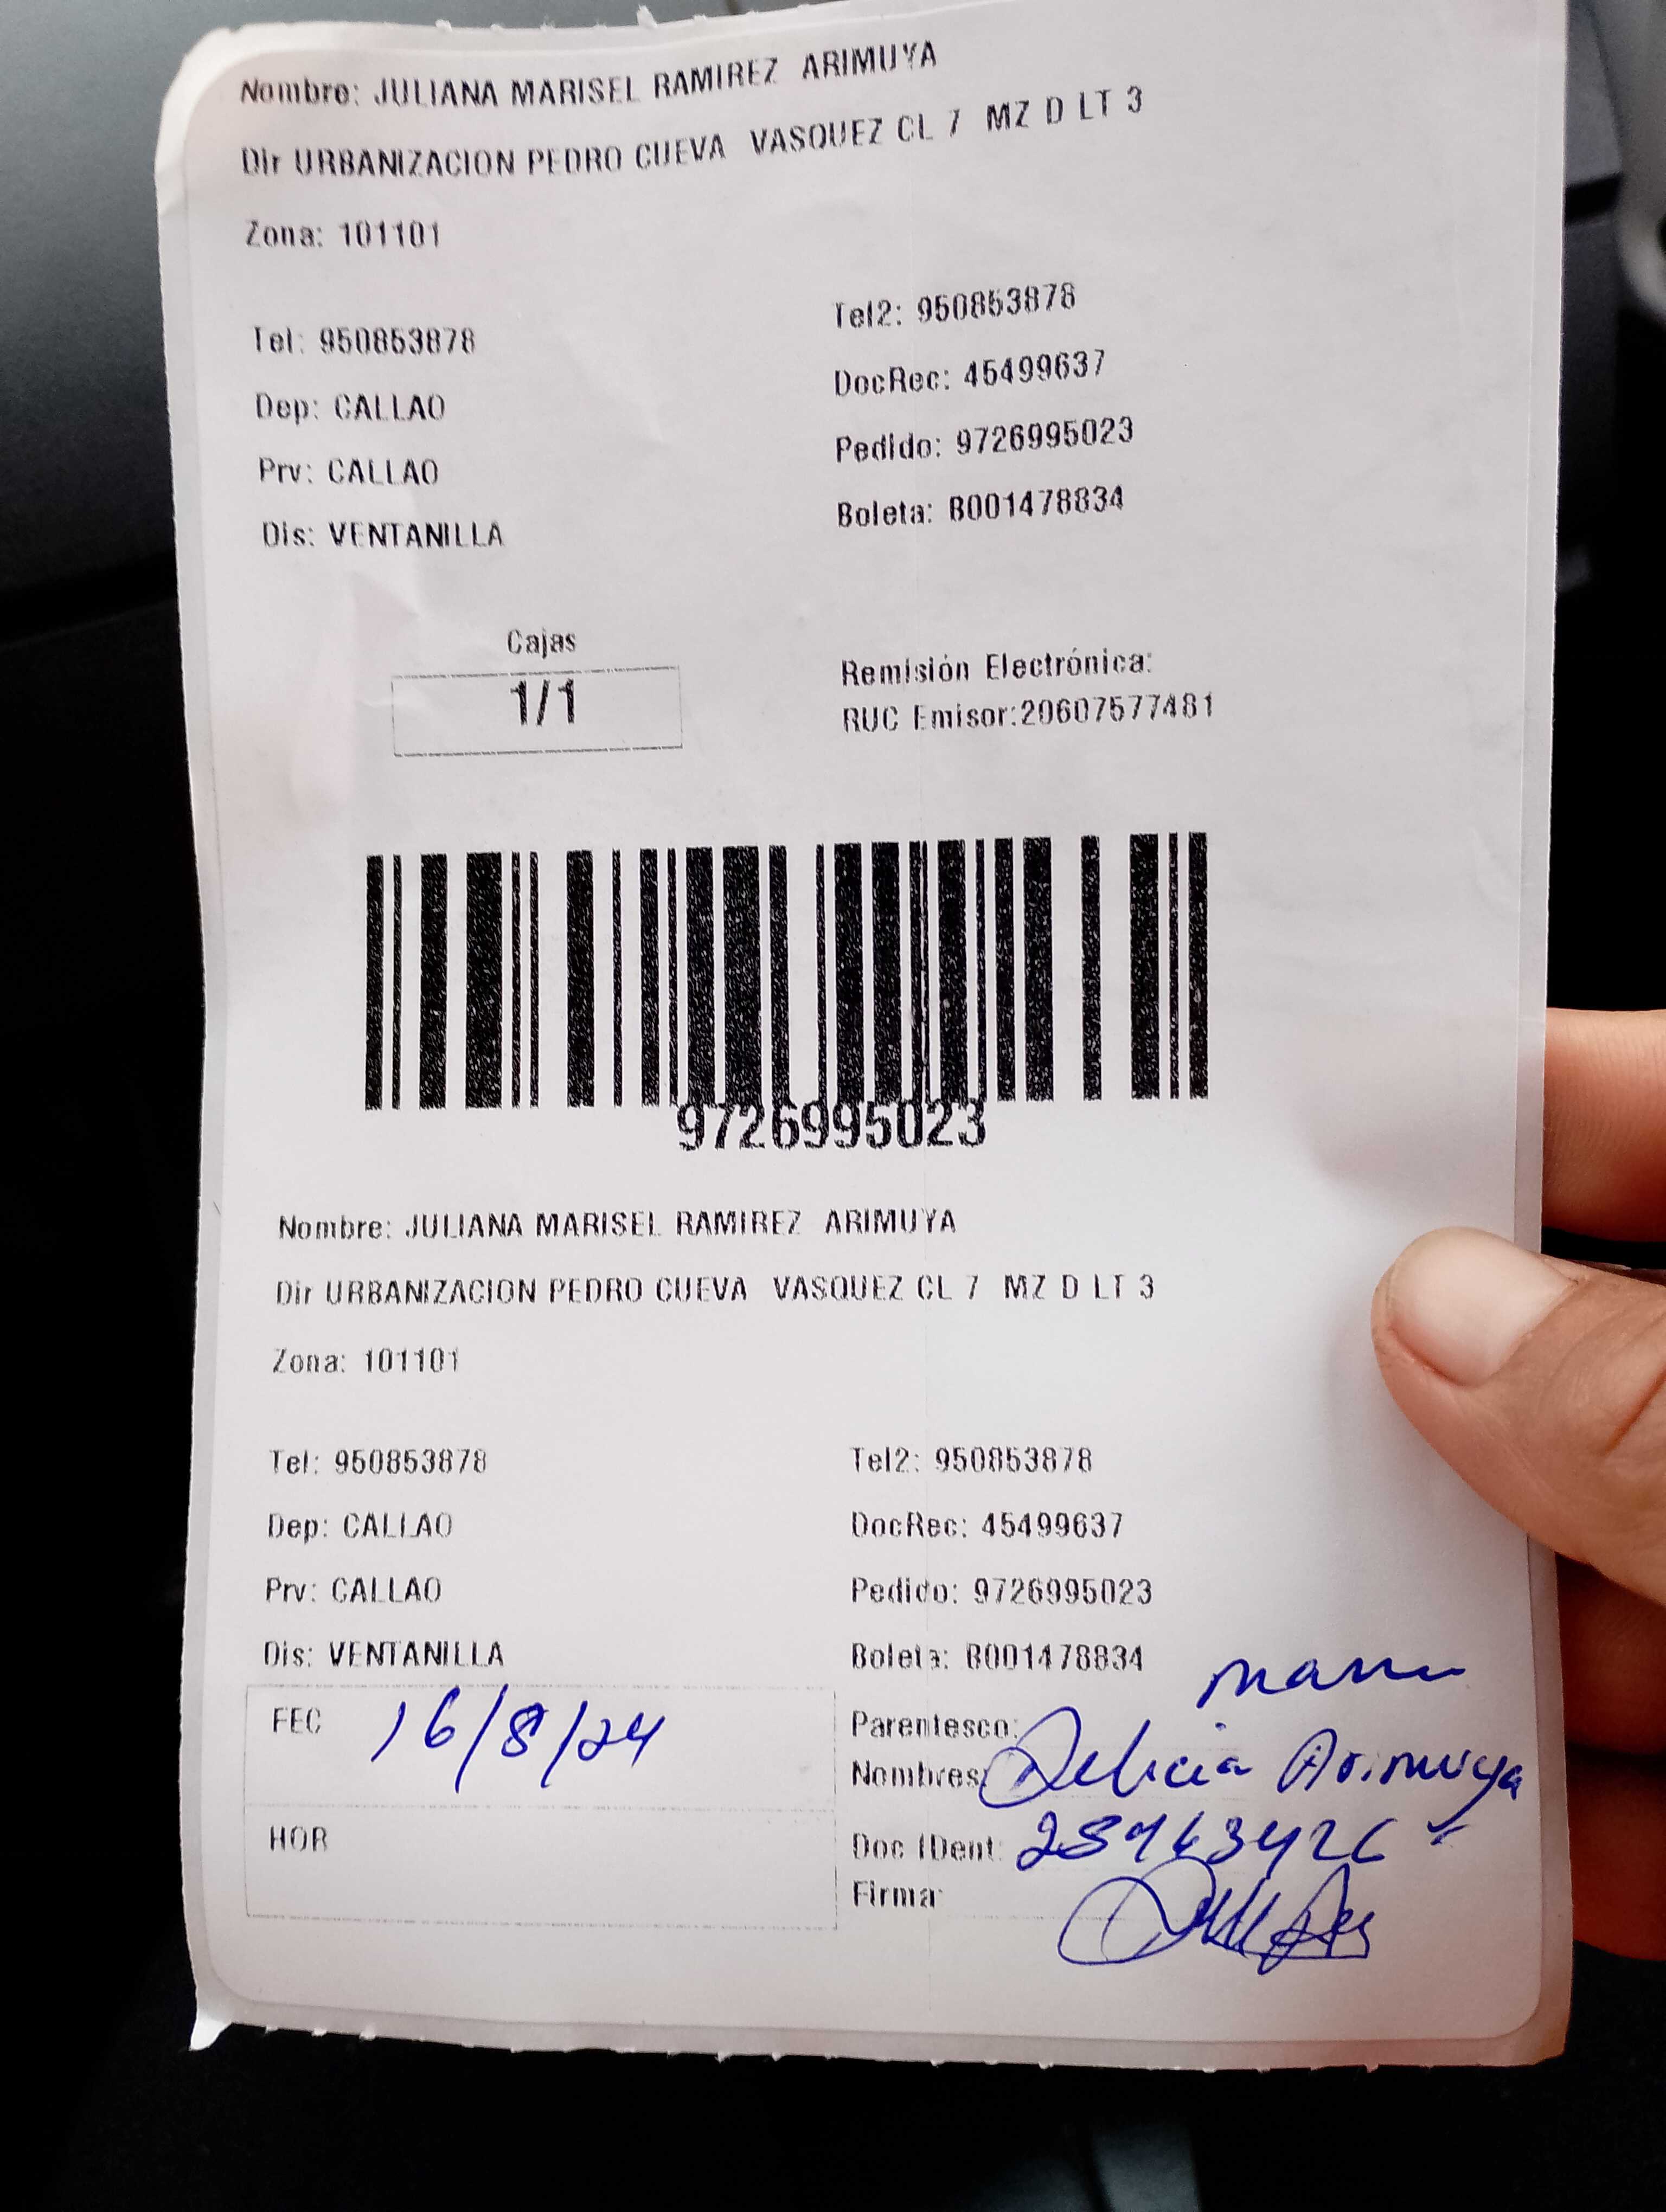 Nombre: JULIANA MARISEL RAMIREZ ARIMUYA
Dir URBANIZACION PEDRO CUEVA VASQUEZ CL 7 MZ D LT 3
Zona: 101101
Tel: 950853878 Tel2: 950853878
Dep: CALLAO DocRec: 45499637
Prv: CALLAO Pedido: 9726995023
Dis: VENTANILLA Boleta: B001478834
Cajas
1/1
Remisión Electrónica:
RUC Emisor:20607577481
9726995023
Nombre: JULIANA MARISEL RAMIREZ ARIMUYA
Dir URBANIZACION PEDRO CUEVA VASQUEZ CL 7 MZ D LT 3
Zona: 101101
Tel: 950853878 Tel2: 950853878
Dep: CALLAO DocRec: 45499637
Prv: CALLAO Pedido: 9726995023
Dis: VENTANILLA Boleta: B001478834
FEC 16/8/24
Parentesco:
Nombres: Arimuya
HOR
Doc IDent:
Firma: